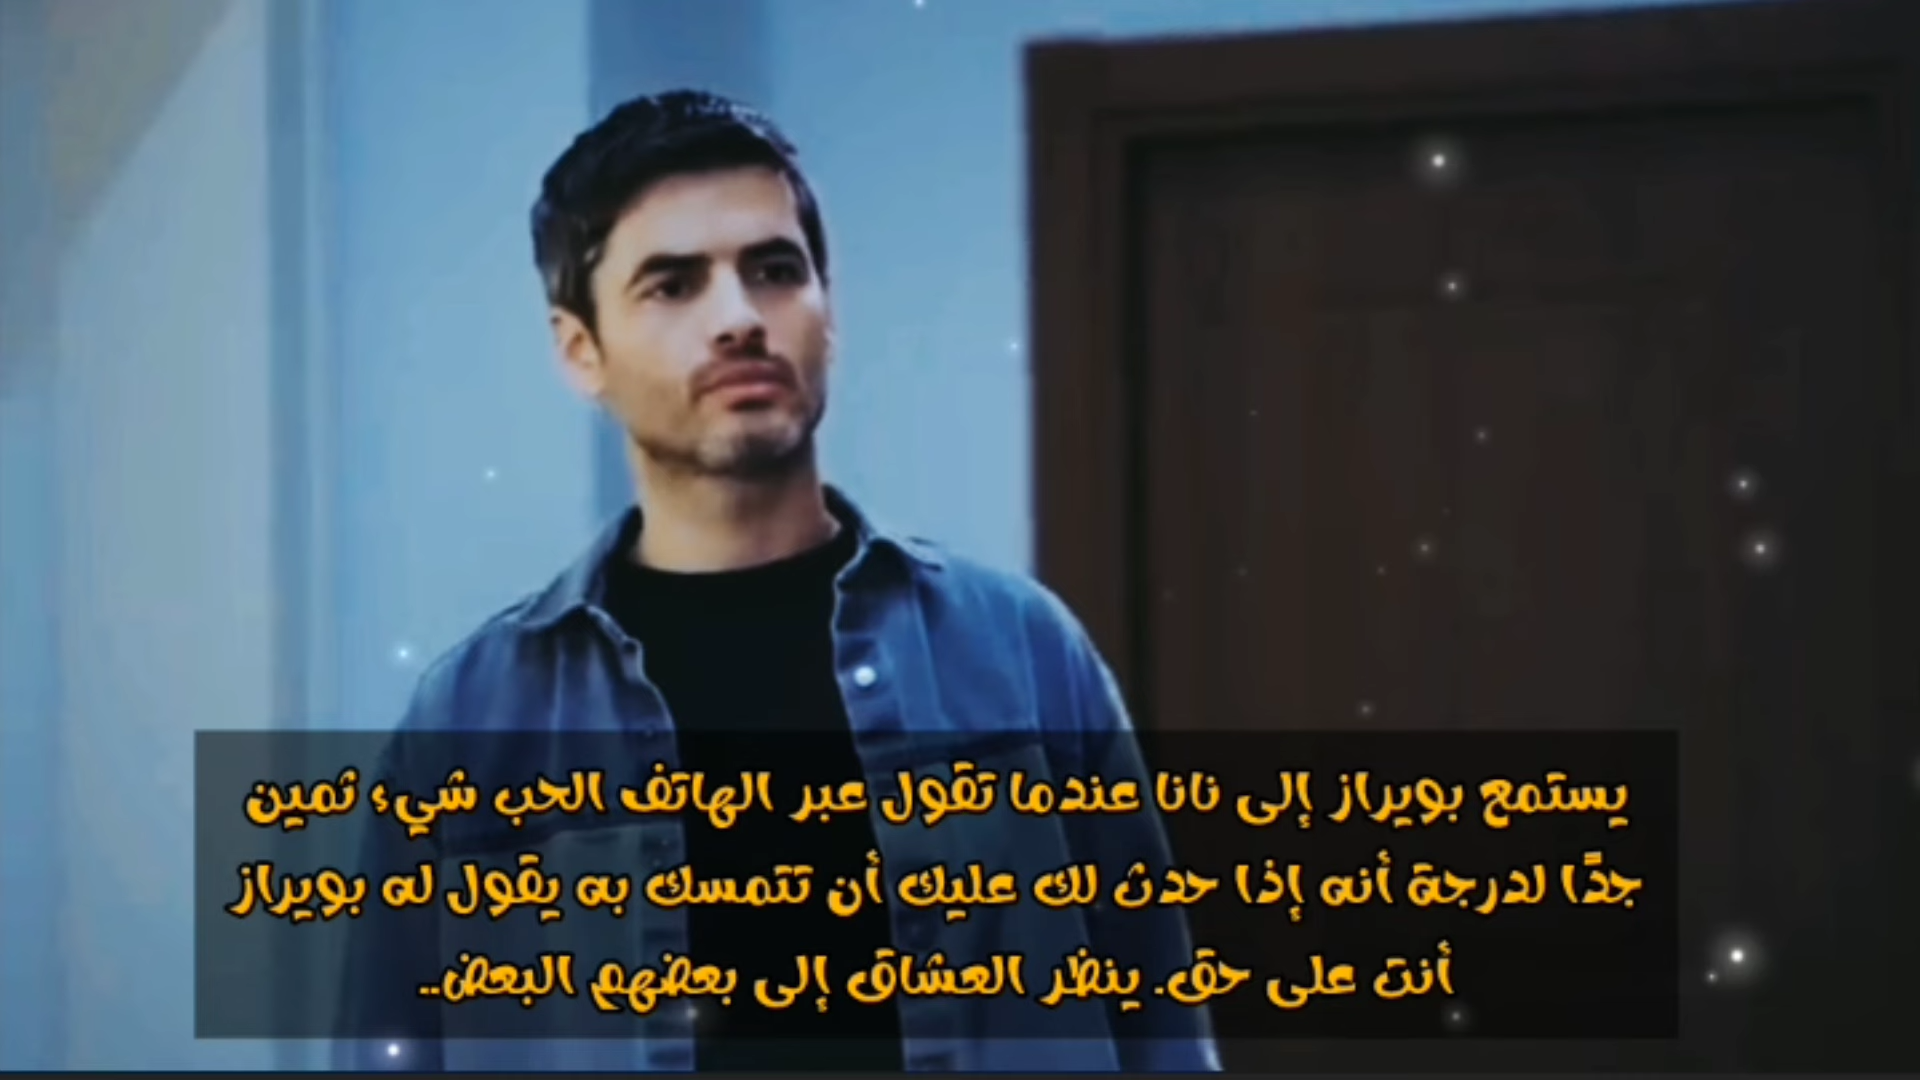 يستمع بويراز إلى نانا عندما تقول عبر الهاتف الحب شيء ثمين
جدًا لدرجة أنه إذا حدث لك عليك أن تتمسك به يقول له بويراز
أنت على حق. ينظر العشاق إلى بعضهم البعض..